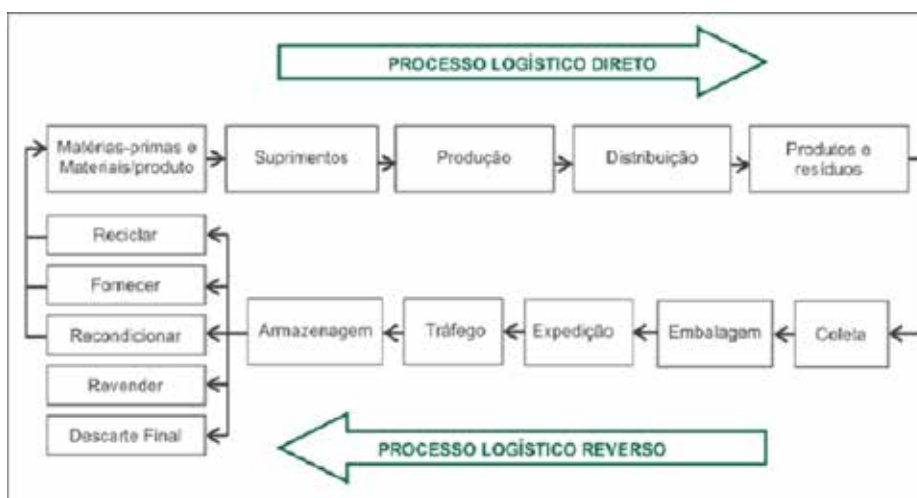 PROCESSO LOGÍSTICO DIRETO
Matérias-primas e
Materiais/produto
Suprimentos
Produção
Distribuição
Produtos e
resíduos
Reciclar
Fornecer
Recondicionar
Revender
Descarte Final
Armazenagem
Tráfego
Expedição
Embalagem
Coleta
PROCESSO LOGÍSTICO REVERSO